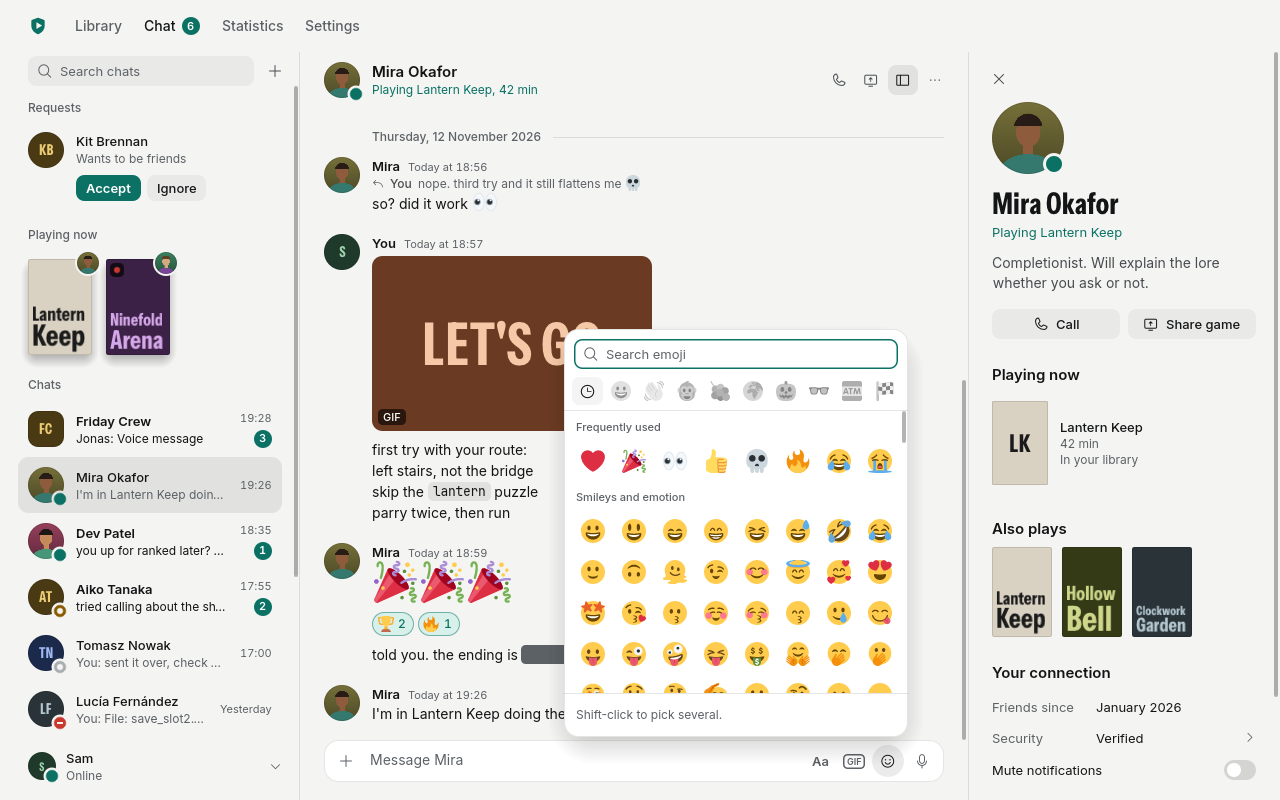 Library
Chat 6
Statistics
Settings
Search chats
Requests
KB
Kit Brennan
Wants to be friends
Accept
Ignore
Playing now
Lantern
Keep
Ninefold
Arena
Chats
FC
Friday Crew
19:28
Jonas: Voice message
3
Mira Okafor
I'm in Lantern Keep doin...
19:26
Dev Patel
18:35
you up for ranked later? ...
1
AT
Aiko Tanaka
17:55
tried calling about the sh...
2
TN
Tomasz Nowak
You: sent it over, check ...
17:00
LF
Lucía Fernández
You: File: save_slot2....
Yesterday
S
Sam
Online
Mira Okafor
Playing Lantern Keep, 42 min
Thursday, 12 November 2026
Mira Today at 18:56
You nope. third try and it still flattens me 💀
so? did it work 👀
S
You Today at 18:57
LET'S GO
GIF
first try with your route:
left stairs, not the bridge
skip the lantern puzzle
parry twice, then run
Mira Today at 18:59
🎉🎉🎉
🏆 2 🔥 1
told you. the ending is
Mira Today at 19:26
I'm in Lantern Keep doing the
Message Mira
Aa
GIF
Search emoji
ATM
Frequently used
Smileys and emotion
Shift-click to pick several.
Mira Okafor
Playing Lantern Keep
Completionist. Will explain the lore
whether you ask or not.
Call
Share game
Playing now
LK
Lantern Keep
42 min
In your library
Also plays
Lantern
Keep
Hollow
Bell
Clockwork
Garden
Your connection
Friends since January 2026
Security Verified
Mute notifications